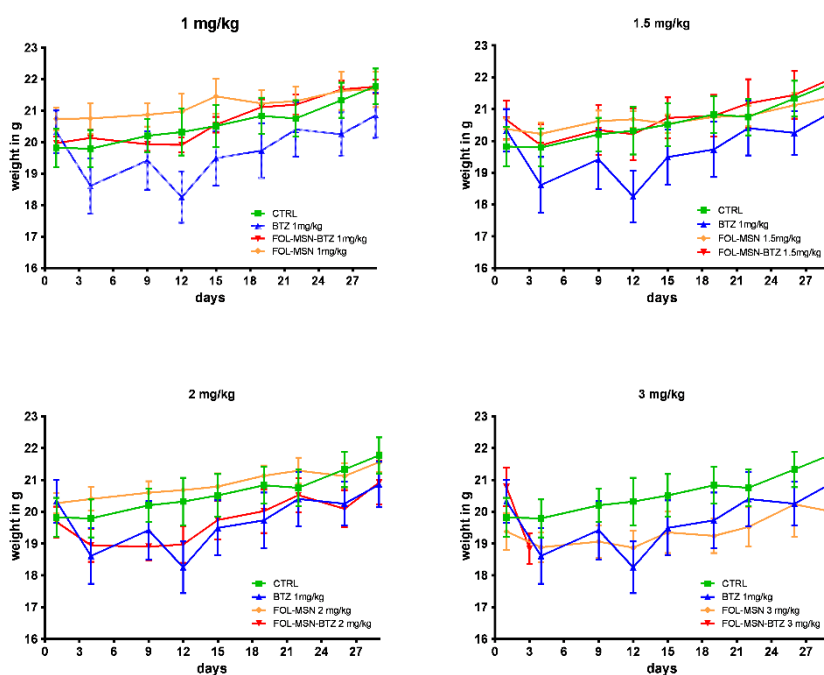 1 mg/kg
23
22
21
20
19
18
17
16
weight in g
0 3 6 9 12 15 18 21 24 27
days
CTRL
BTZ 1mg/kg
FOL-MSN-BTZ 1mg/kg
FOL-MSN 1mg/kg
1.5 mg/kg
23
22
21
20
19
18
17
16
weight in g
0 3 6 9 12 15 18 21 24 27
days
CTRL
BTZ 1mg/kg
FOL-MSN 1.5mg/kg
FOL-MSN-BTZ 1.5mg/kg
2 mg/kg
23
22
21
20
19
18
17
16
weight in g
0 3 6 9 12 15 18 21 24 27
days
CTRL
BTZ 1mg/kg
FOL-MSN 2 mg/kg
FOL-MSN-BTZ 2 mg/kg
3 mg/kg
23
22
21
20
19
18
17
16
weight in g
0 3 6 9 12 15 18 21 24 27
days
CTRL
BTZ 1mg/kg
FOL-MSN 3 mg/kg
FOL-MSN-BTZ 3 mg/kg